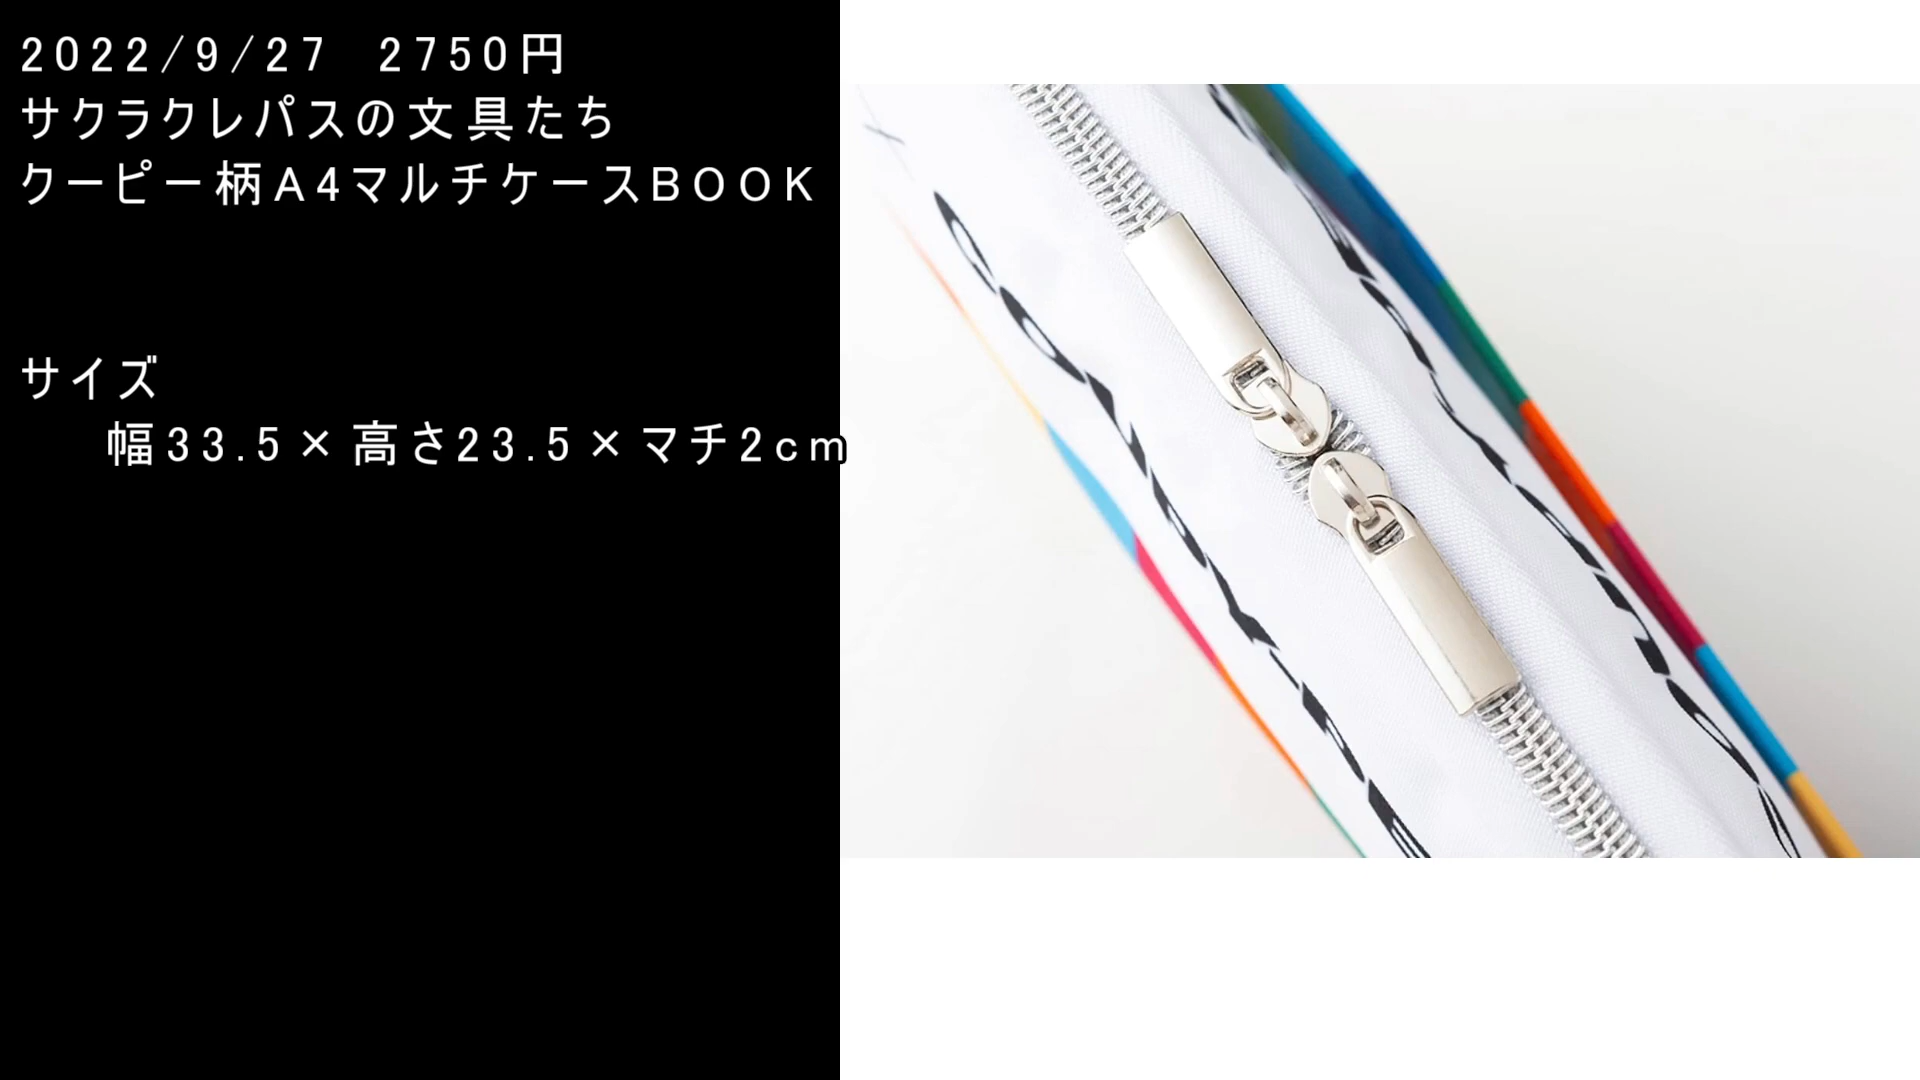 2022/9/27　2750円
サクラクレパスの文具たち
クーピー柄A4マルチケースBOOK
サイズ
幅33.5×高さ23.5×マチ2cm